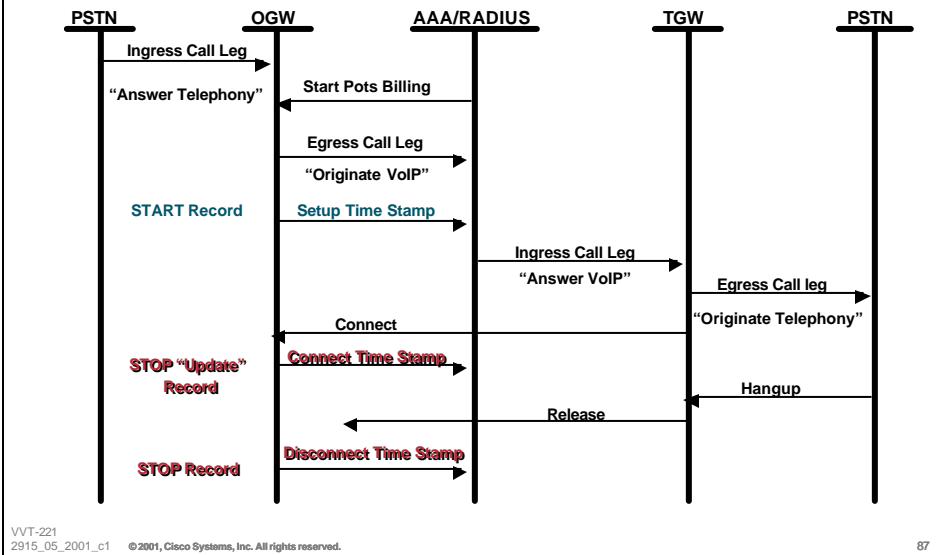 PSTN OGW AAA/RADIUS TGW PSTN
Ingress Call Leg
"Answer Telephony"
Start Pots Billing
Egress Call Leg
"Originate VoIP"
START Record Setup Time Stamp
Ingress Call Leg
"Answer VoIP"
Egress Call leg
"Originate Telephony"
Connect
STOP "Update"
Record
Connect Time Stamp
Hangup
Release
Disconnect Time Stamp
STOP Record
VVT-221
2915_05_2001_c1 © 2001, Cisco Systems, Inc. All rights reserved. 87